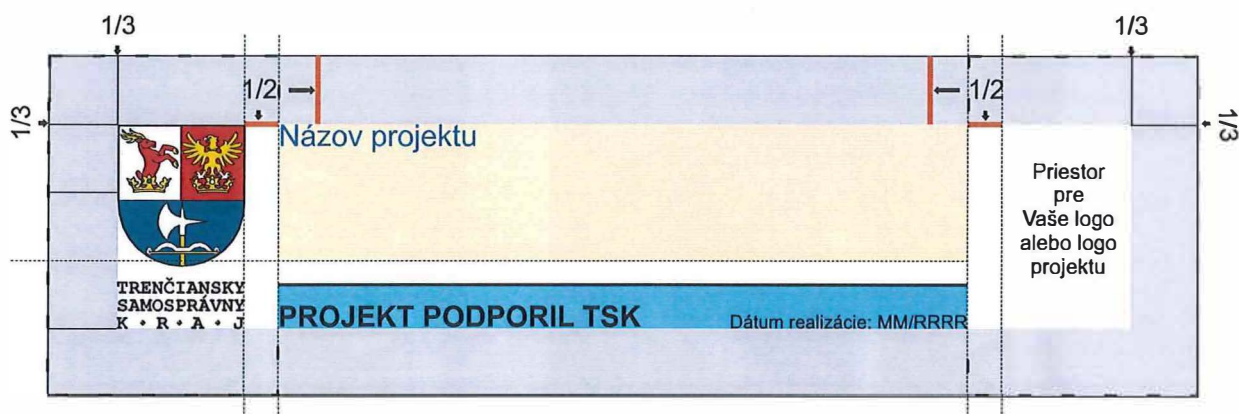 1/3
1/3
1/2
1/2
1/3
1/3
Názov projektu
Priestor
pre
Vaše logo
alebo logo
projektu
TRENČIANSKY
SAMOSPRÁVNY
K · R · A · J
PROJEKT PODPORIL TSK
Dátum realizácie: MM/RRRR